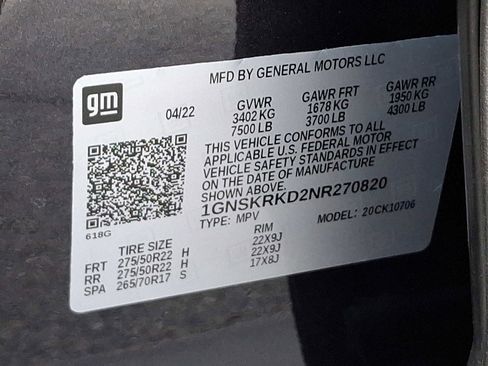 MFD BY GENERAL MOTORS LLC
gm
04/22 GVWR GAWR FRT GAWR RR
3402 KG 1678 KG 1950 KG
7500 LB 3700 LB 4300 LB
THIS VEHICLE CONFORMS TO ALL
APPLICABLE U.S. FEDERAL MOTOR
VEHICLE SAFETY STANDARDS IN EFFECT
ON THE DATE OF MANUFACTURE
SHOWN ABOVE.
1GNSKRKD2NR270820
TYPE: MPV MODEL: 20CK10706
618G
TIRE SIZE RIM
FRT 275/50R22 H 22X9J
RR 275/50R22 H 22X9J
SPA 265/70R17 S 17X8J